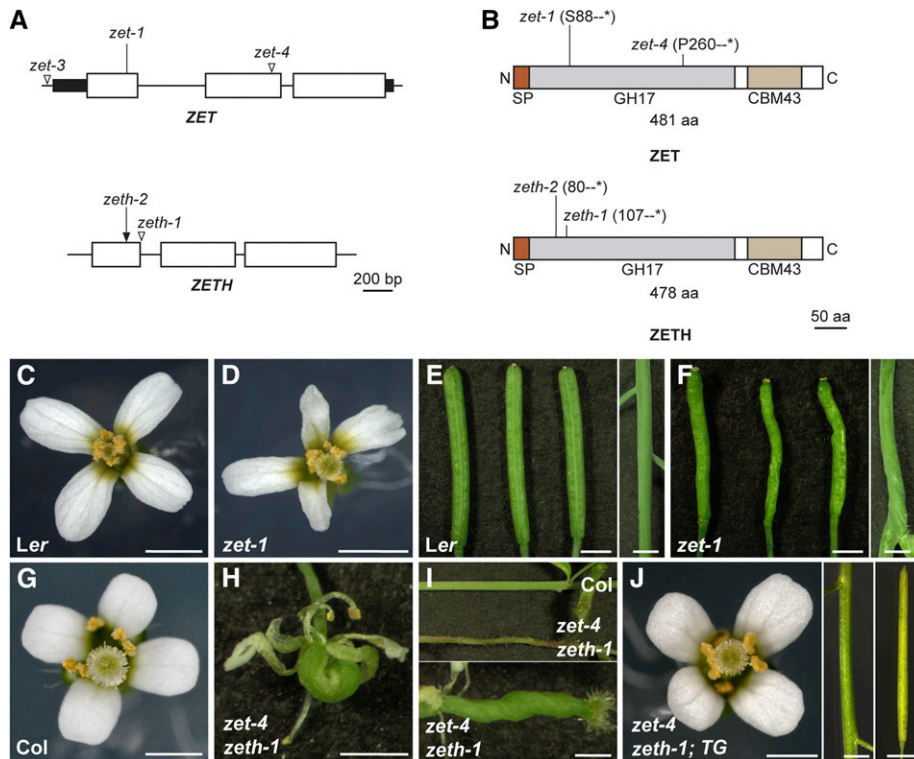 A
zet-1
zet-3
zet-4
ZET
zeth-2
zeth-1
200 bp
ZETH
B
zet-1 (S88--*)
zet-4 (P260--*)
N
C
SP
GH17
CBM43
481 aa
ZET
zeth-2 (80--*)
zeth-1 (107--*)
N
C
SP
GH17
CBM43
478 aa
50 aa
ZETH
C
Ler
D
zet-1
E
Ler
F
zet-1
G
Col
H
zet-4
zeth-1
I
Col
zet-4
zeth-1
zet-4
zeth-1
J
zet-4
zeth-1; TG